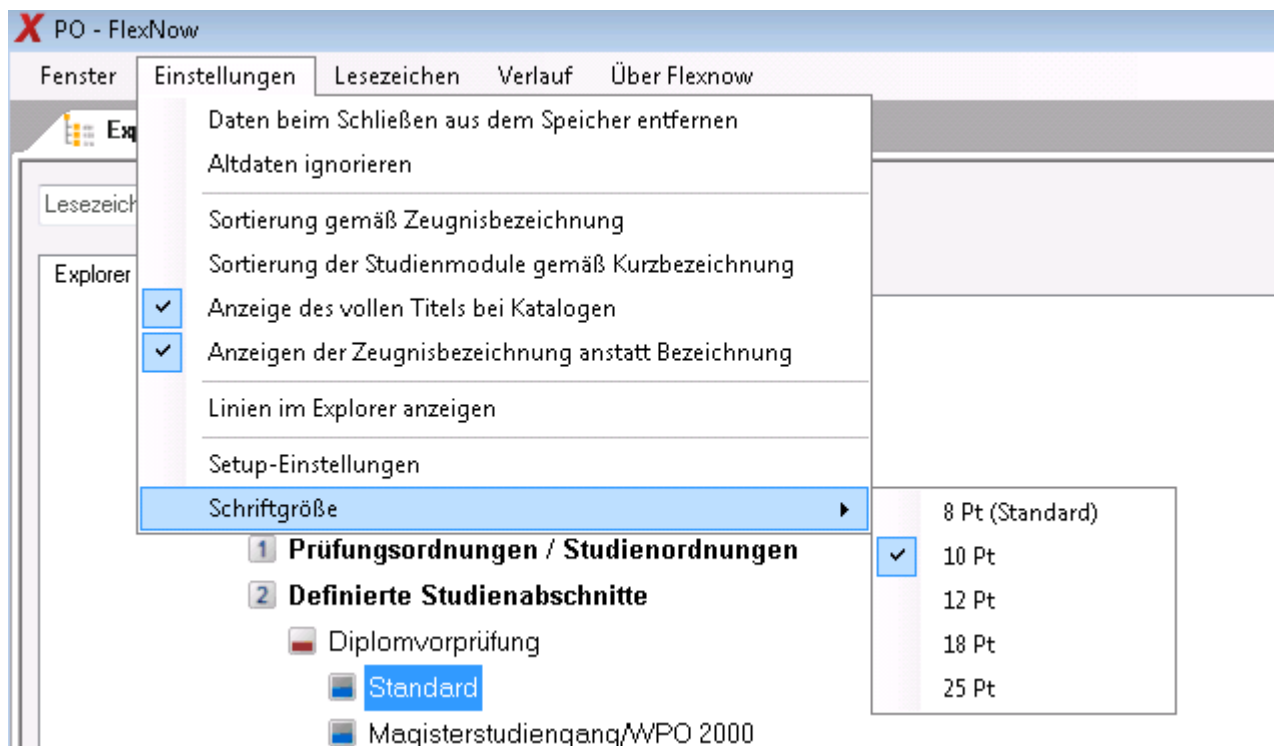 PO - FlexNow
Fenster Einstellungen Lesezeichen Verlauf Über Flexnow
Daten beim Schließen aus dem Speicher entfernen
Altdaten ignorieren
Sortierung gemäß Zeugnisbezeichnung
Sortierung der Studienmodule gemäß Kurzbezeichnung
Explorer
Anzeige des vollen Titels bei Katalogen
Anzeigen der Zeugnisbezeichnung anstatt Bezeichnung
Linien im Explorer anzeigen
Setup-Einstellungen
Schriftgröße
8 Pt (Standard)
10 Pt
12 Pt
18 Pt
25 Pt
1 Prüfungsordnungen / Studienordnungen
2 Definierte Studienabschnitte
Diplomvorprüfung
Standard
Magisterstudiengang/WPO 2000